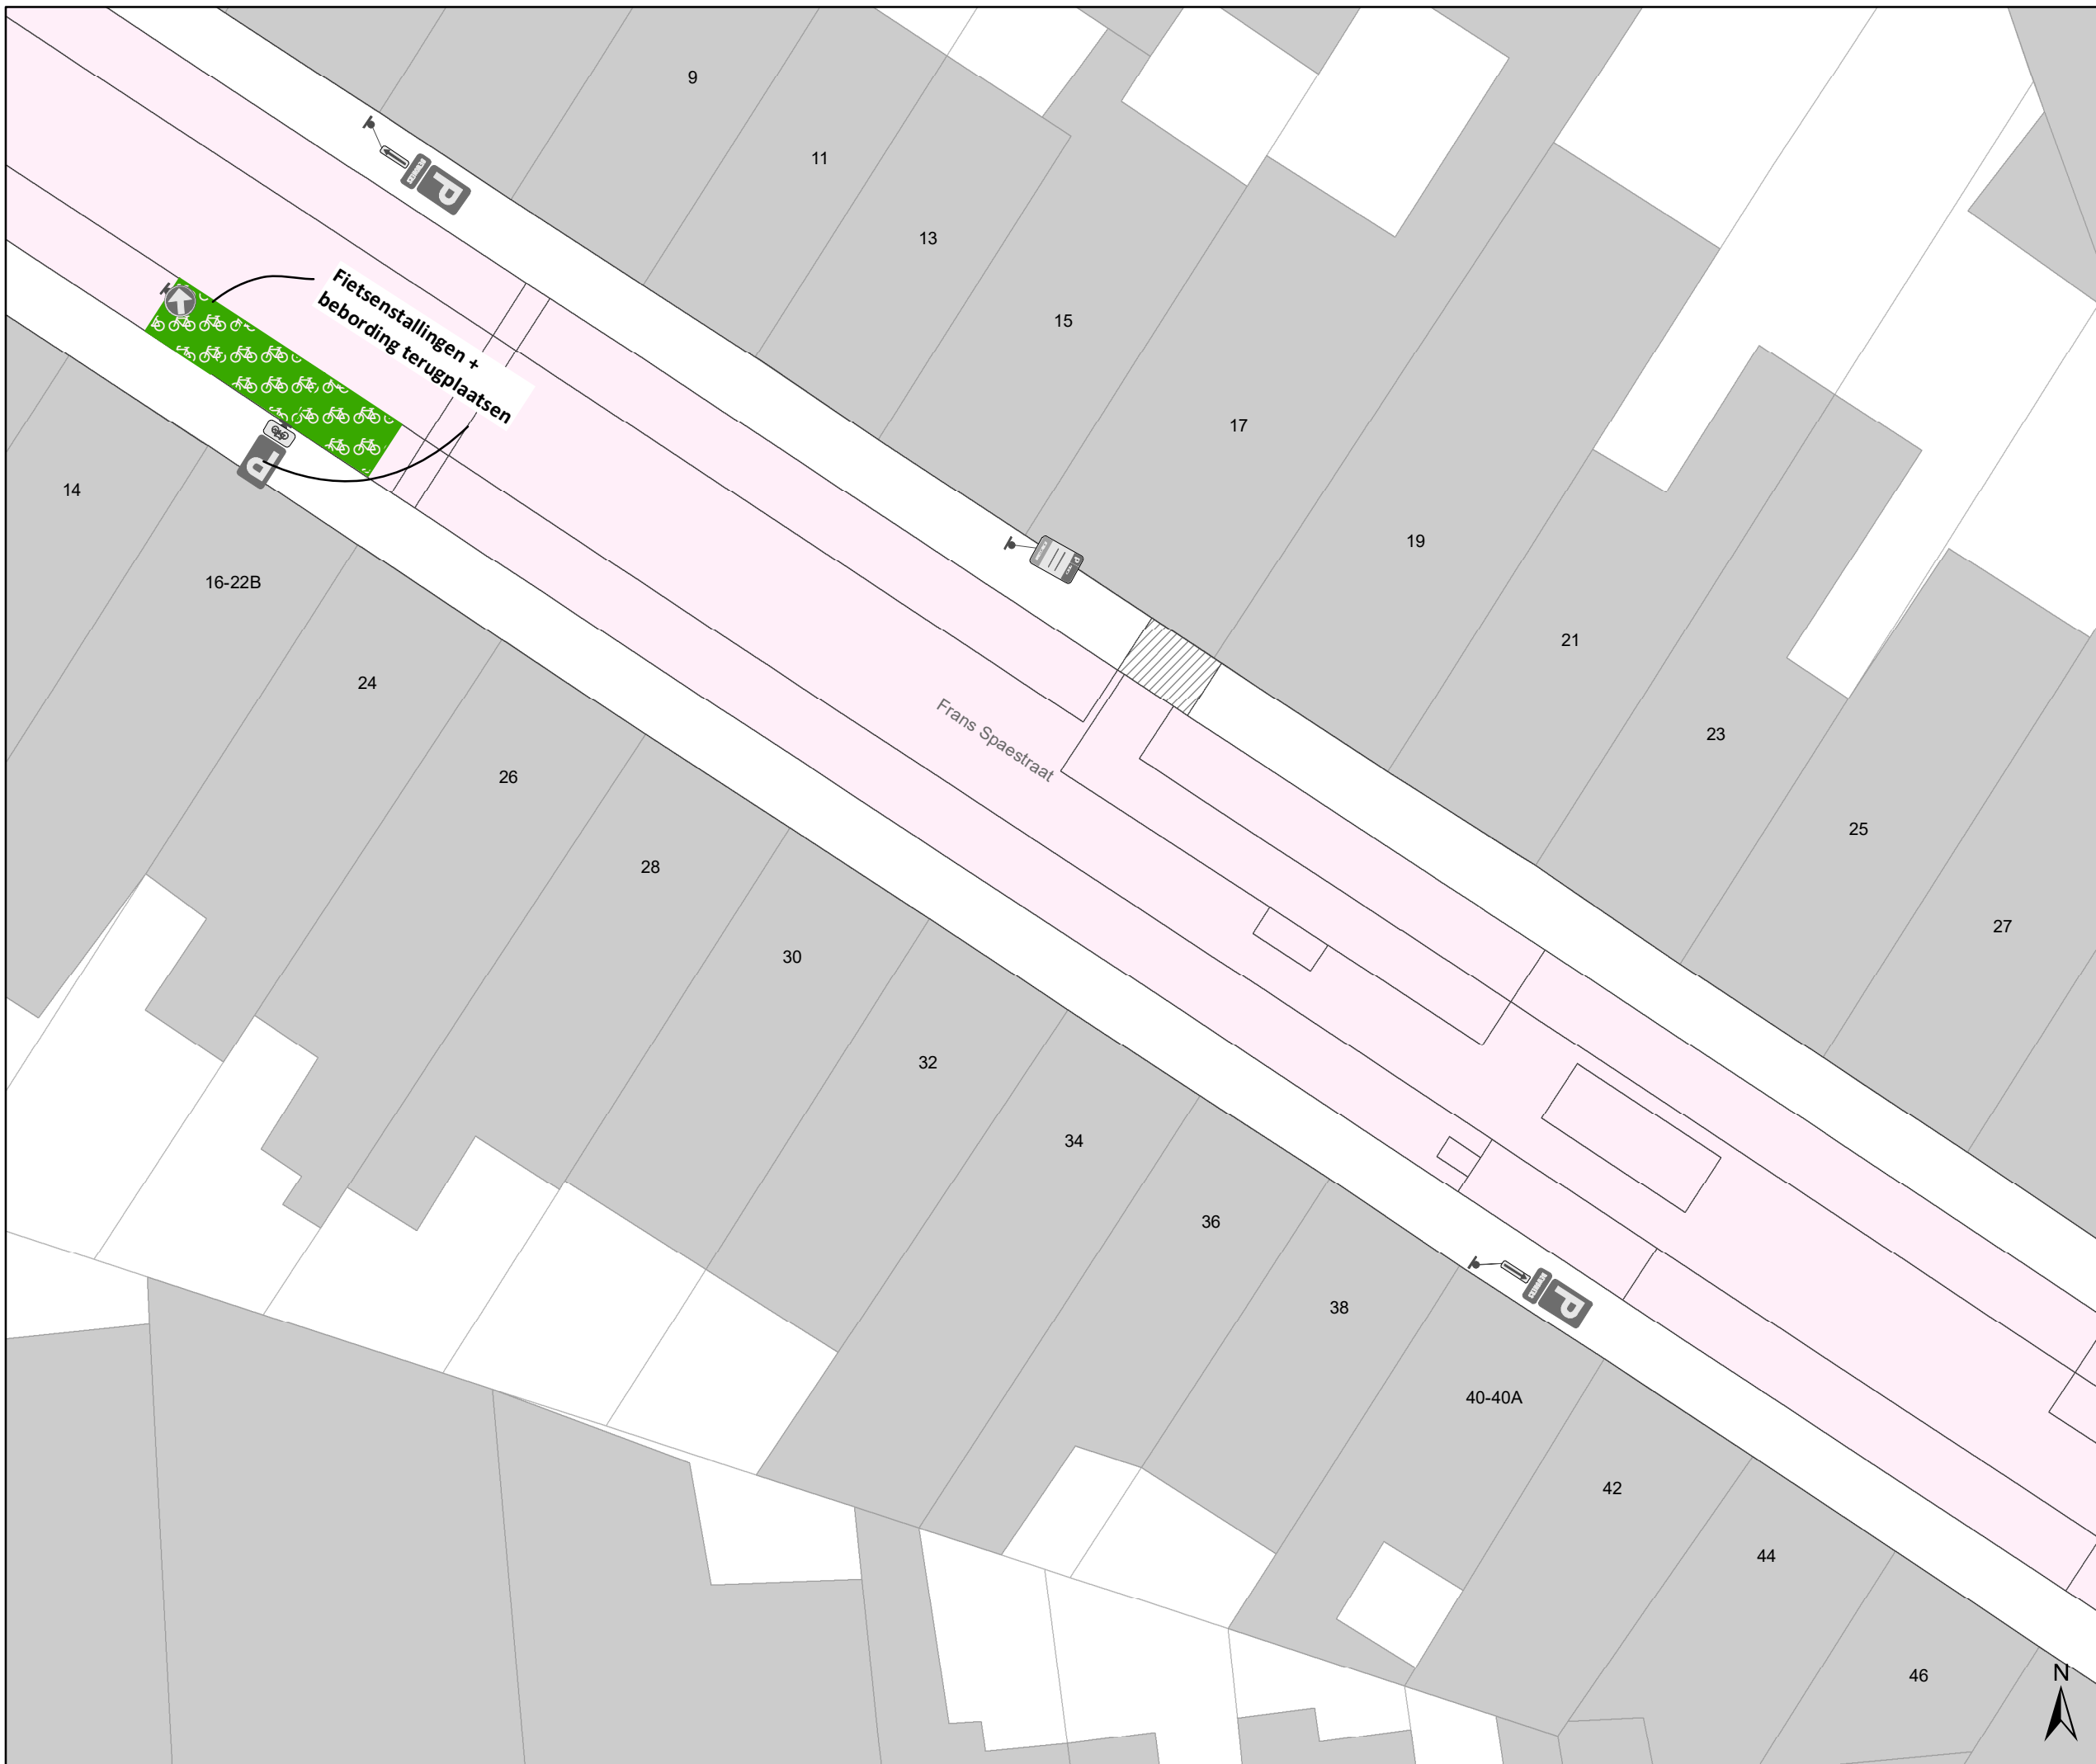 9
11
13
P
15
Fietsenstallingen +
bebording terugplaatsen
17
P
14
19
16-22B
21
24
Frans Spaestraat
23
26
25
28
27
30
32
34
36
P
38
40-40A
42
44
46
N